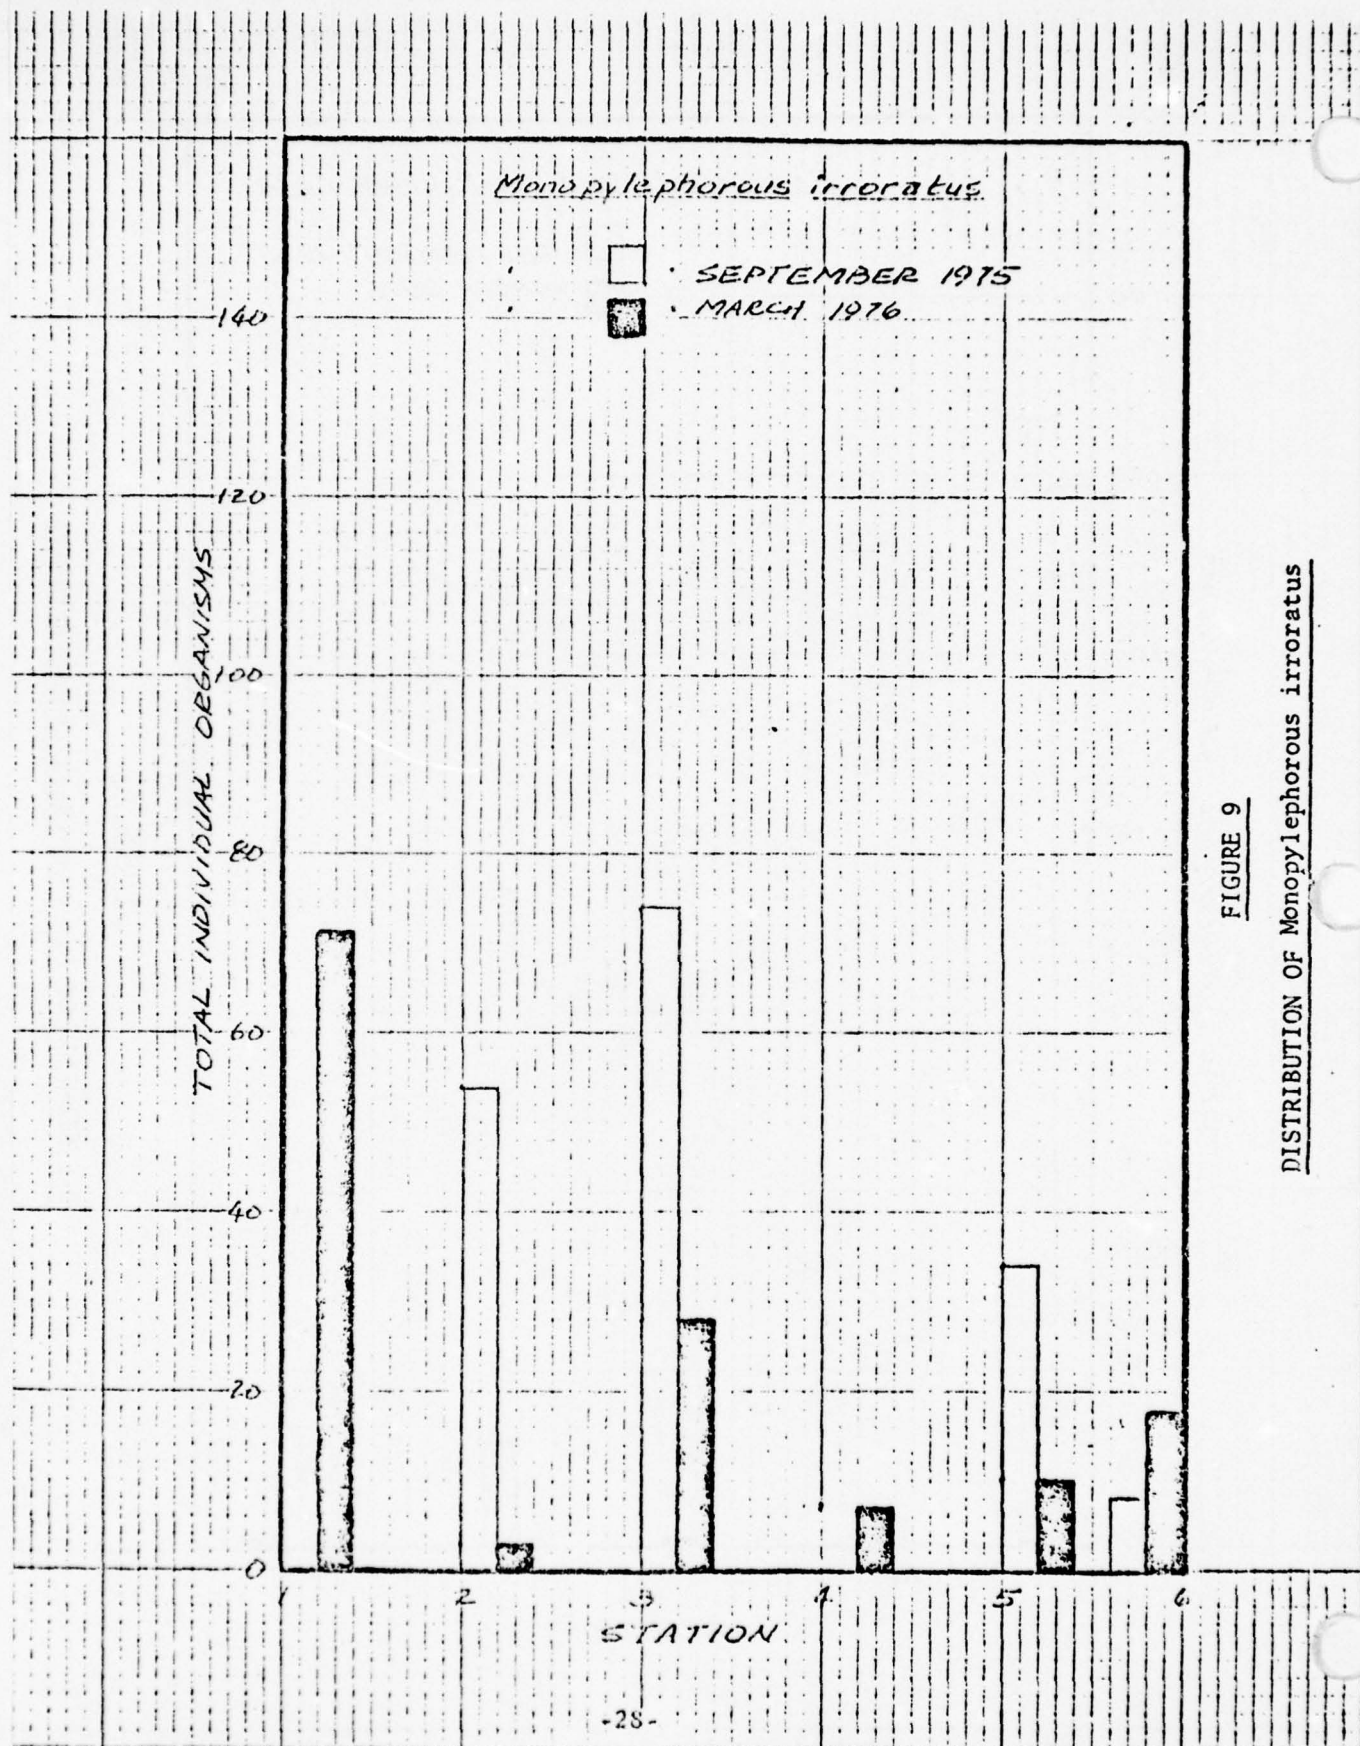 Monopylephorous irroratus
SEPTEMBER 1975
MARCH 1976
140
120
100
80
60
40
20
0
TOTAL INDIVIDUAL ORGANISMS
1 2 3 4 5 6
STATION
-28-
FIGURE 9
DISTRIBUTION OF Monopylephorous irroratus